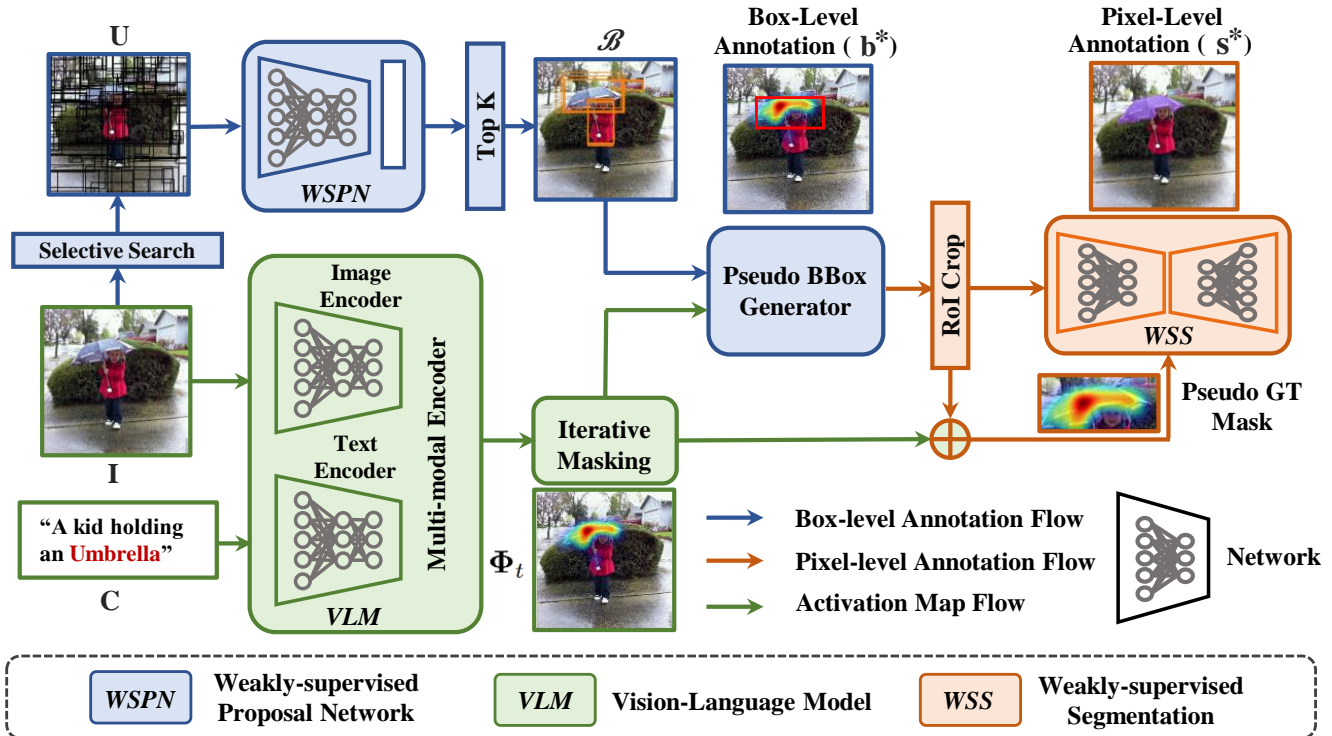 U
WSPN
Top K
ℬ
Box-Level
Annotation ( b*)
Pixel-Level
Annotation ( s*)
Selective Search
Image
Encoder
Text
Encoder
Multi-modal Encoder
VLM
I
“A kid holding
an Umbrella”
C
Iterative
Masking
Φt
Pseudo BBox
Generator
RoI Crop
WSS
Pseudo GT
Mask
Box-level Annotation Flow
Pixel-level Annotation Flow
Activation Map Flow
Network
WSPN
Weakly-supervised
Proposal Network
VLM
Vision-Language Model
WSS
Weakly-supervised
Segmentation